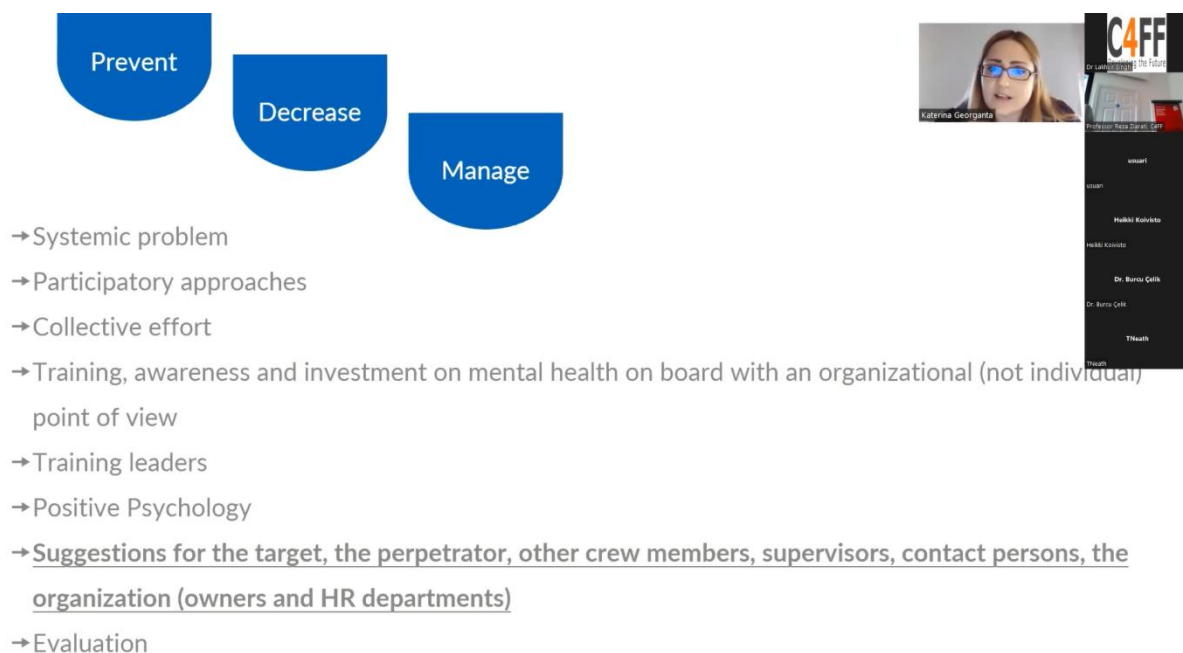 Prevent
Decrease
Manage
→Systemic problem
→Participatory approaches
→Collective effort
→Training, awareness and investment on mental health on board with an organizational (not individual)
point of view
→Training leaders
→Positive Psychology
→Suggestions for the target, the perpetrator, other crew members, supervisors, contact persons, the
organization (owners and HR departments)
→Evaluation
Katerina Georganta
C4FF
the Future
Professor Reza Ziarati, C4FF
usuari
usuari
Heikki Koivisto
Heikki Koivisto
Dr. Burcu Çelik
Dr. Burcu Çelik
TNeath
TNeath